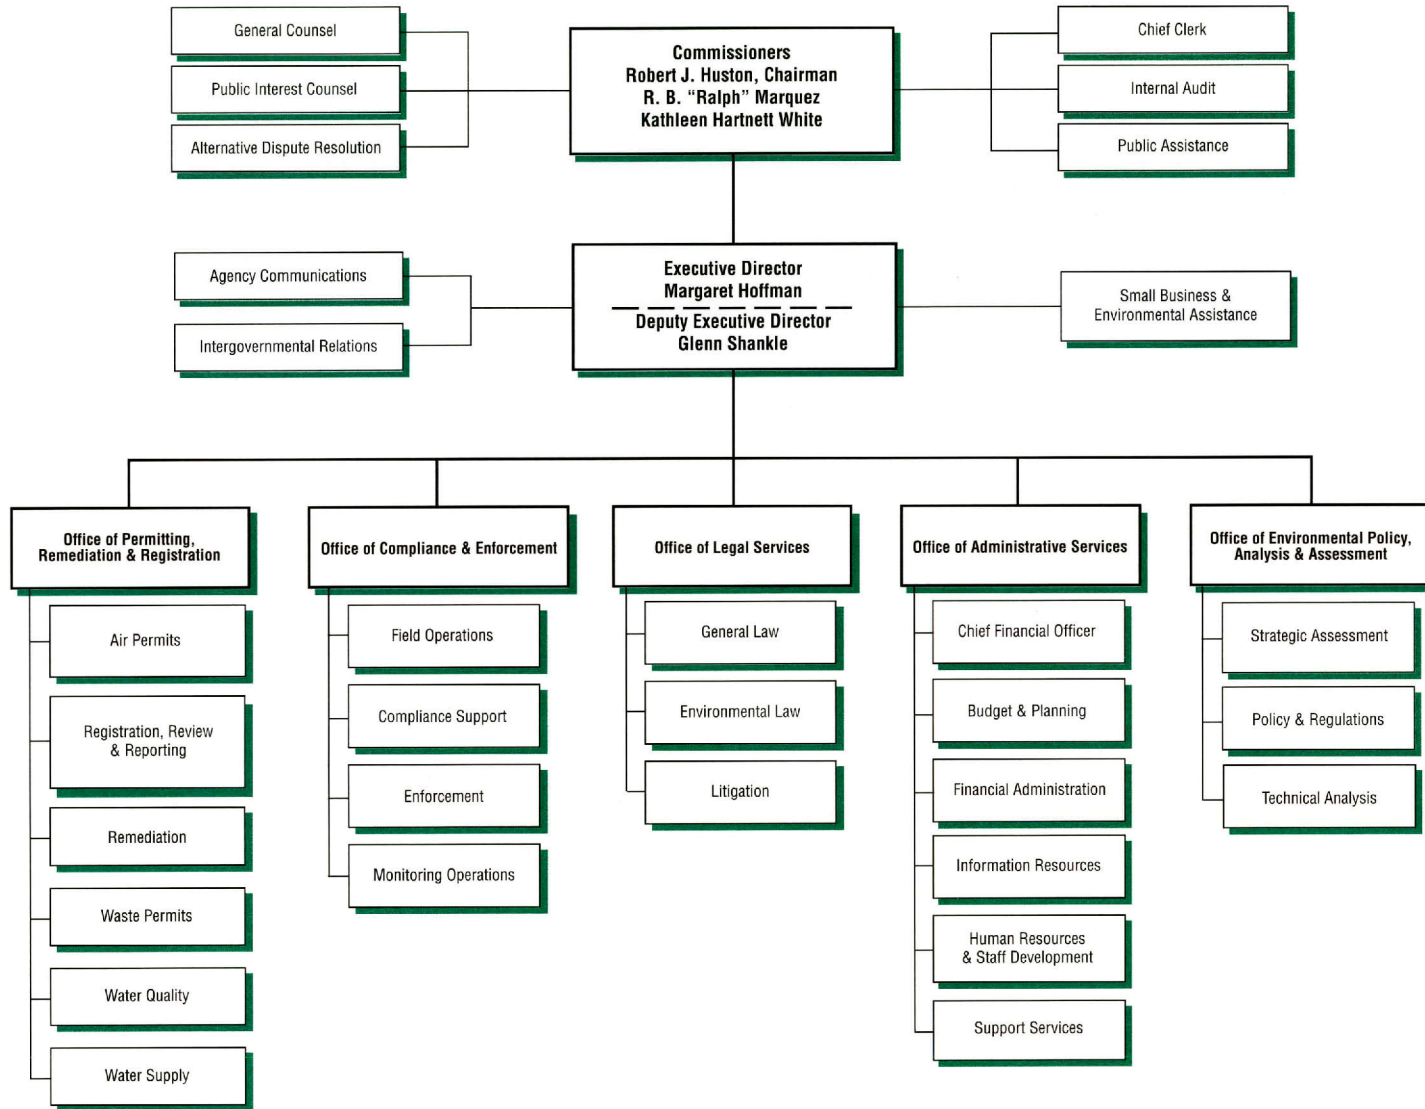 General Counsel
Public Interest Counsel
Alternative Dispute Resolution
Commissioners
Robert J. Huston, Chairman
R. B. “Ralph” Marquez
Kathleen Hartnett White
Chief Clerk
Internal Audit
Public Assistance
Agency Communications
Intergovernmental Relations
Executive Director
Margaret Hoffman
Deputy Executive Director
Glenn Shankle
Small Business &
Environmental Assistance
Office of Permitting,
Remediation & Registration
Air Permits
Registration, Review
& Reporting
Remediation
Waste Permits
Water Quality
Water Supply
Office of Compliance & Enforcement
Field Operations
Compliance Support
Enforcement
Monitoring Operations
Office of Legal Services
General Law
Environmental Law
Litigation
Office of Administrative Services
Chief Financial Officer
Budget & Planning
Financial Administration
Information Resources
Human Resources
& Staff Development
Support Services
Office of Environmental Policy,
Analysis & Assessment
Strategic Assessment
Policy & Regulations
Technical Analysis